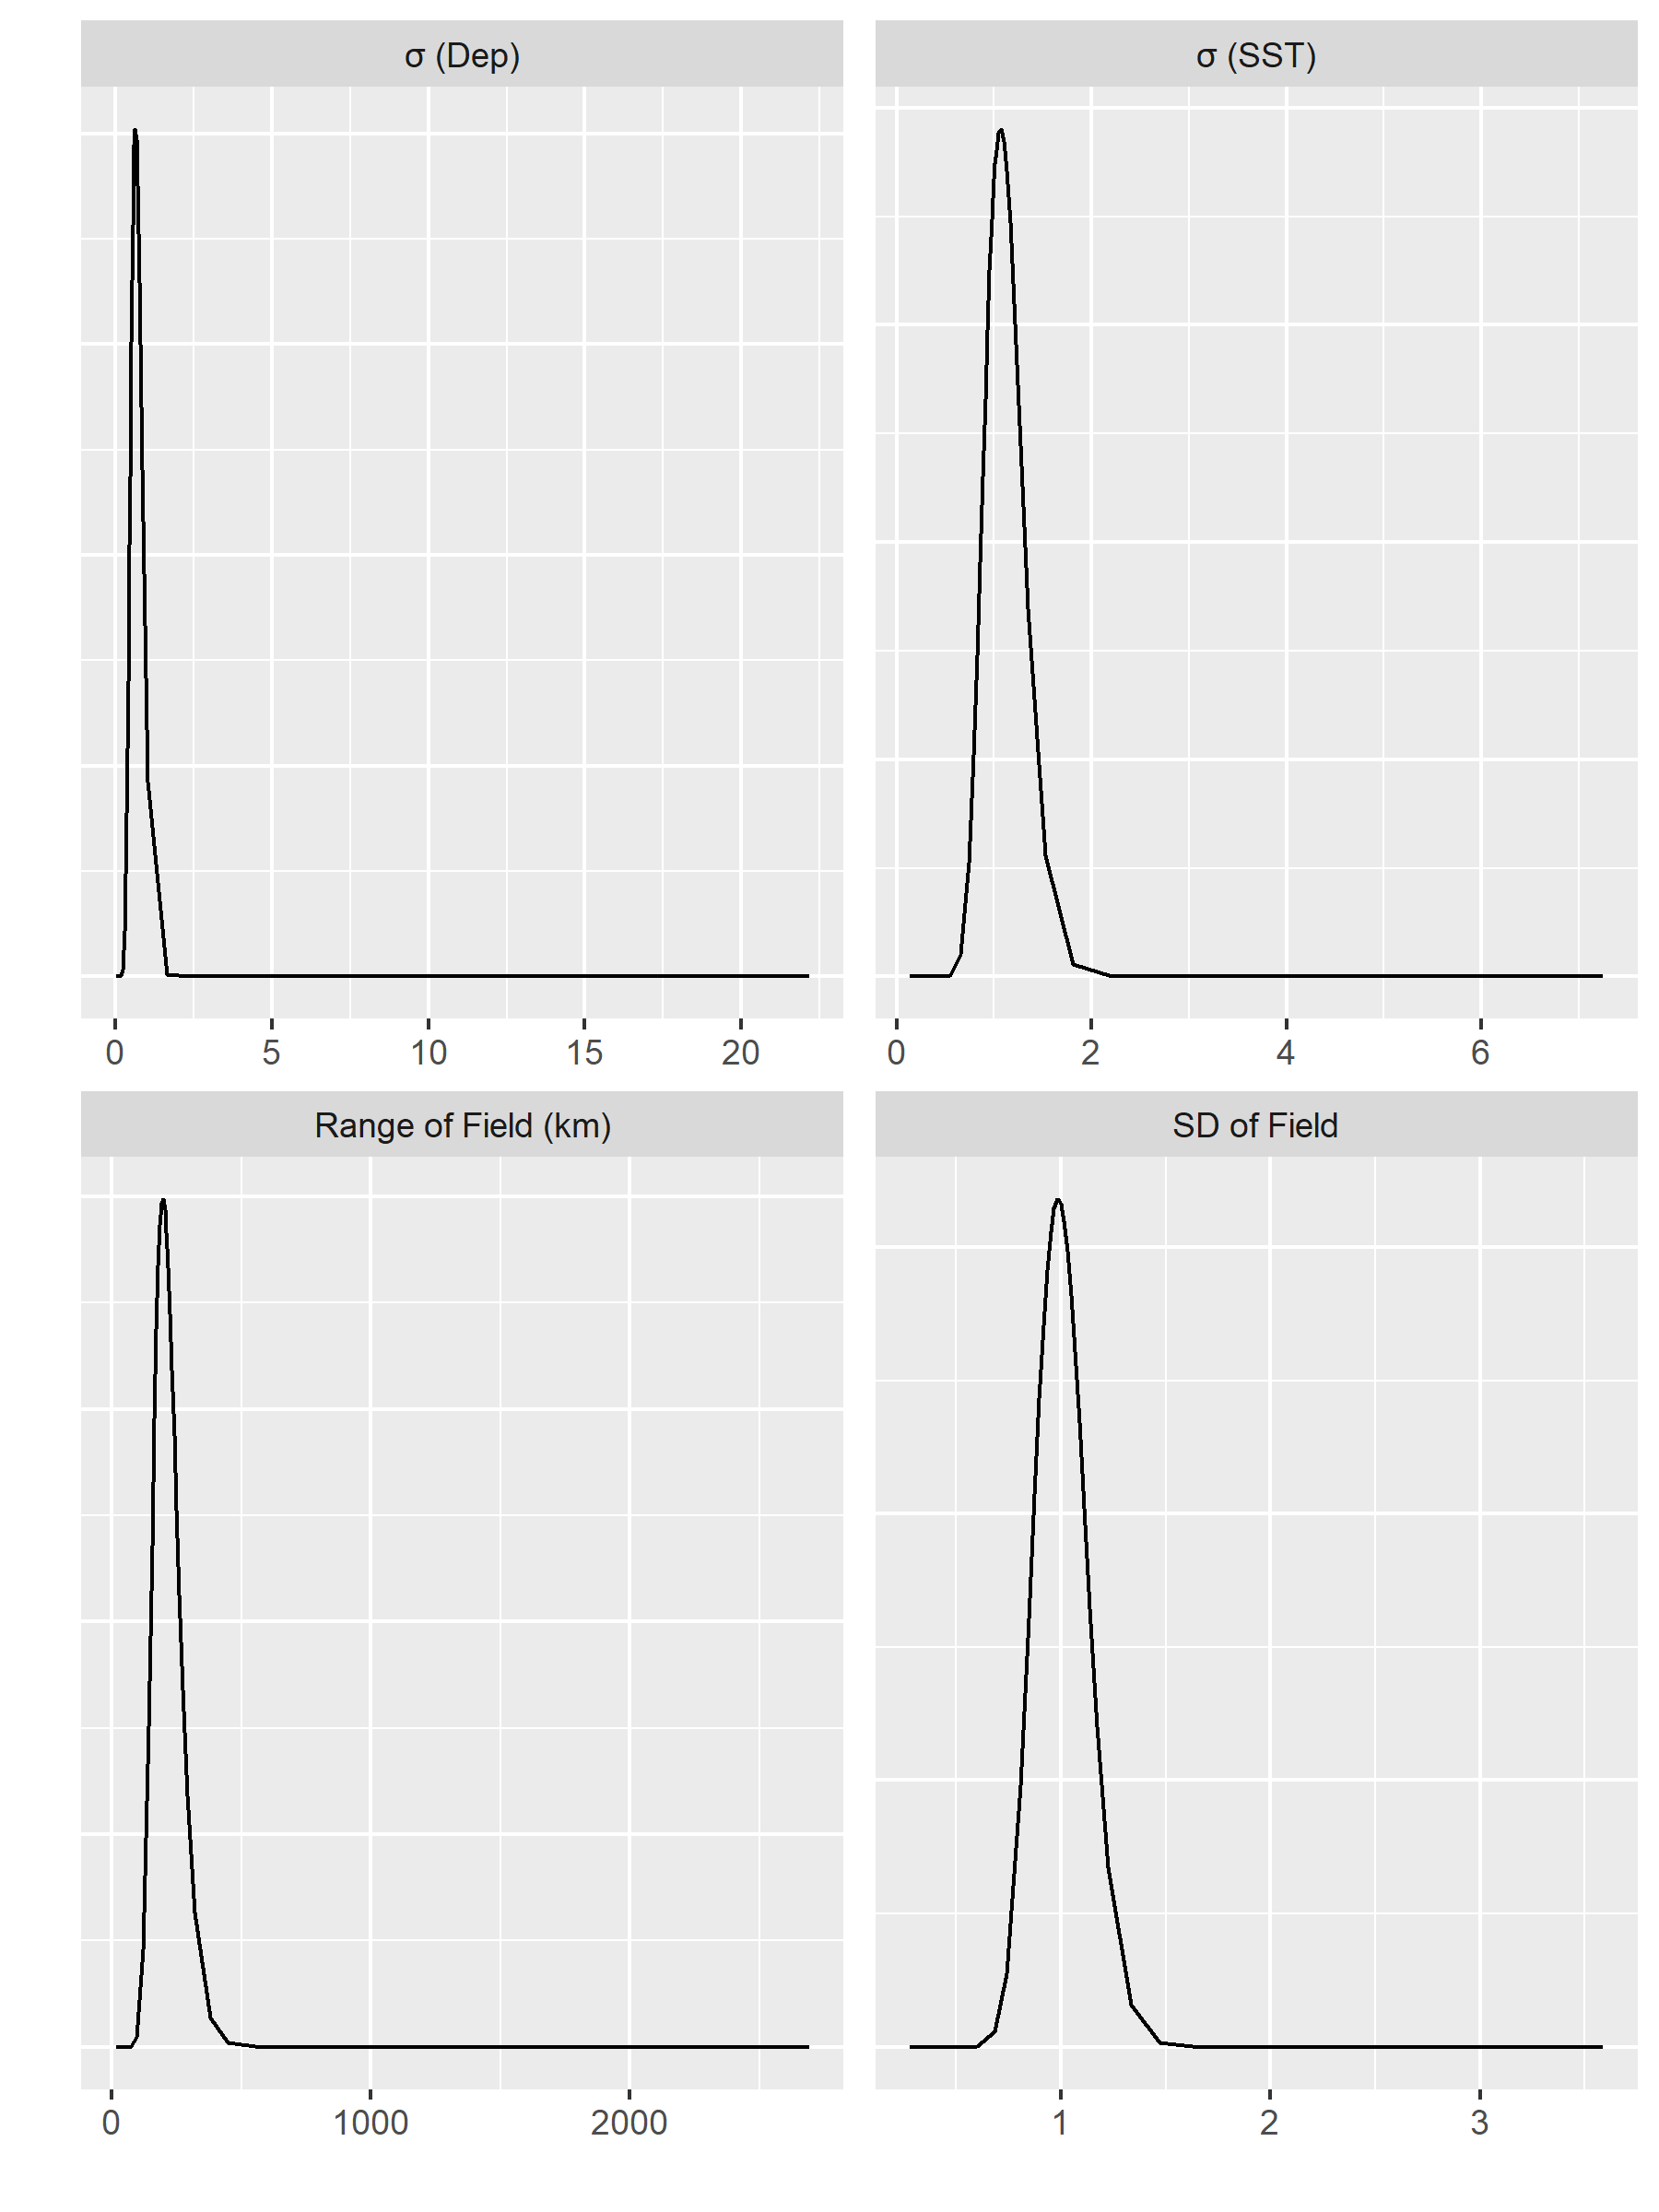 σ (Dep)
σ (SST)
0 5 10 15 20
0 2 4 6
Range of Field (km)
SD of Field
0 1000 2000
1 2 3